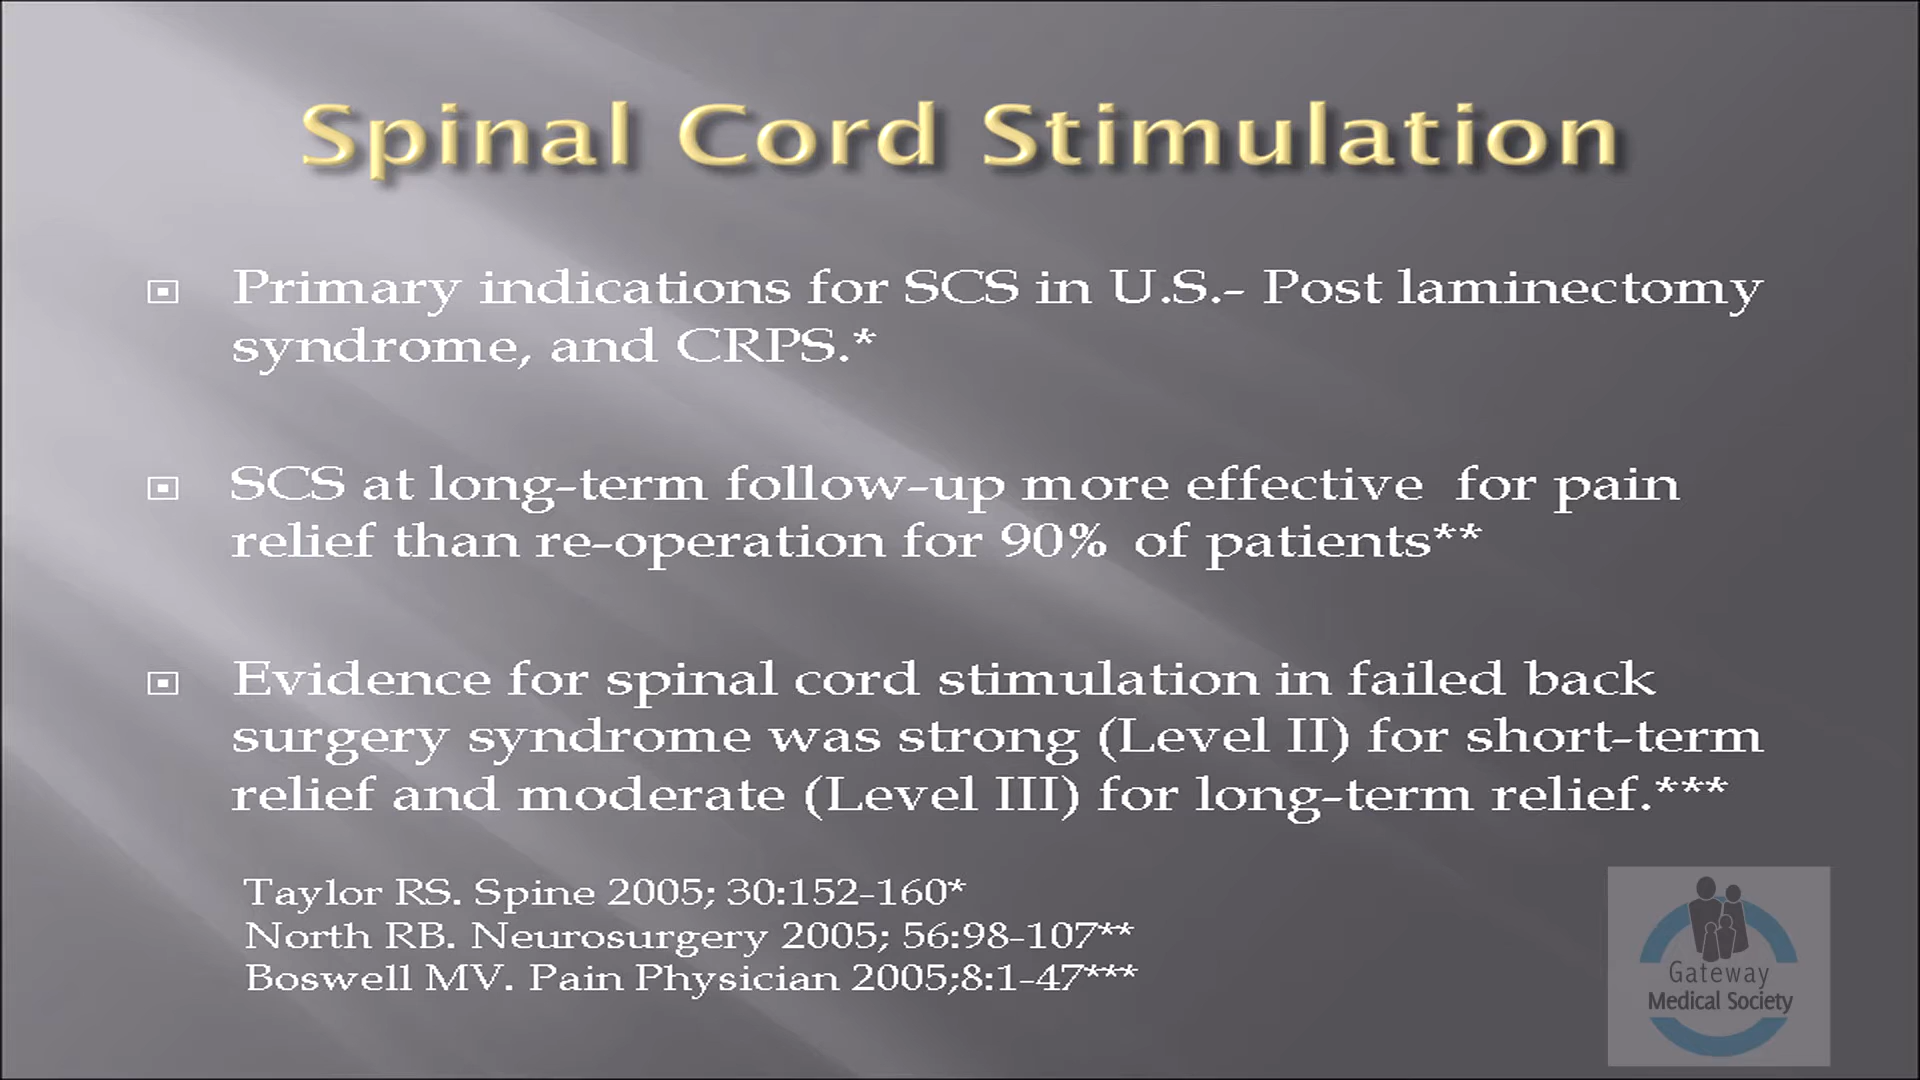 Spinal Cord Stimulation
Primary indications for SCS in U.S.- Post laminectomy
syndrome, and CRPS.*
SCS at long-term follow-up more effective  for pain
relief than re-operation for 90%  of patients**
Evidence for spinal cord stimulation in failed back
surgery syndrome was strong (Level II) for short-term
relief and moderate (Level III) for long-term relief.***
Taylor RS. Spine 2005; 30:152-160*
North RB. Neurosurgery 2005; 56:98-107**
Boswell MV. Pain Physician 2005;8:1-47***
Gateway
Medical Society